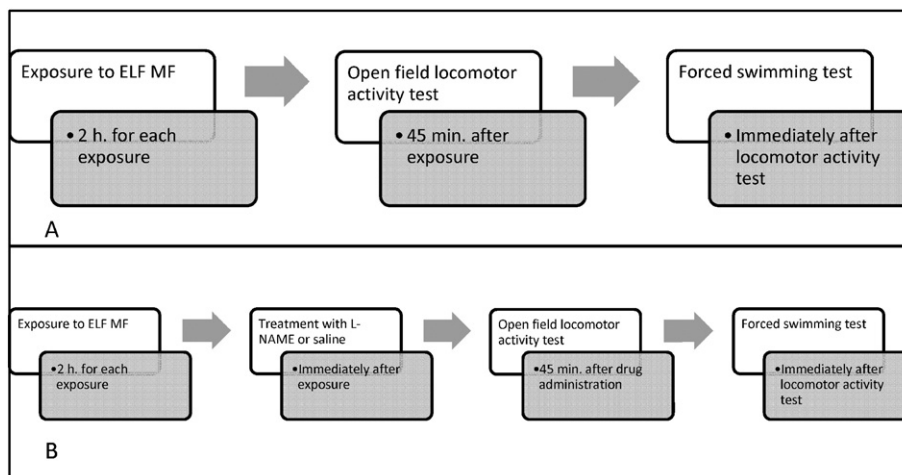 Exposure to ELF MF
• 2 h. for each
exposure
Open field locomotor
activity test
• 45 min. after
exposure
Forced swimming test
• Immediately after
locomotor activity
test
A
Exposure to ELF MF
•2 h. for each
exposure
Treatment with L-
NAME or saline
•Immediately after
exposure
Open field locomotor
activity test
•45 min. after drug
administration
Forced swimming test
•Immediately after
locomotor activity
test
B